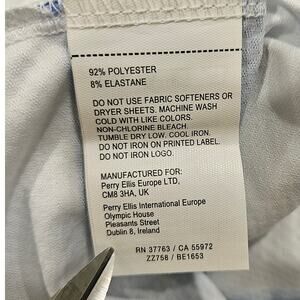 92% POLYESTER
8% ELASTANE
DO NOT USE FABRIC SOFTENERS OR
DRYER SHEETS. MACHINE WASH
COLD WITH LIKE COLORS.
NON-CHLORINE BLEACH.
TUMBLE DRY LOW. COOL IRON.
DO NOT IRON ON PRINTED LABEL.
DO NOT IRON LOGO.
MANUFACTURED FOR:
Perry Ellis Europe LTD,
CM8 3HA, UK
Perry Ellis International Europe
Olympic House
Pleasants Street
Dublin 8, Ireland
RN 37763 / CA 55972
ZZ758 / BE1653